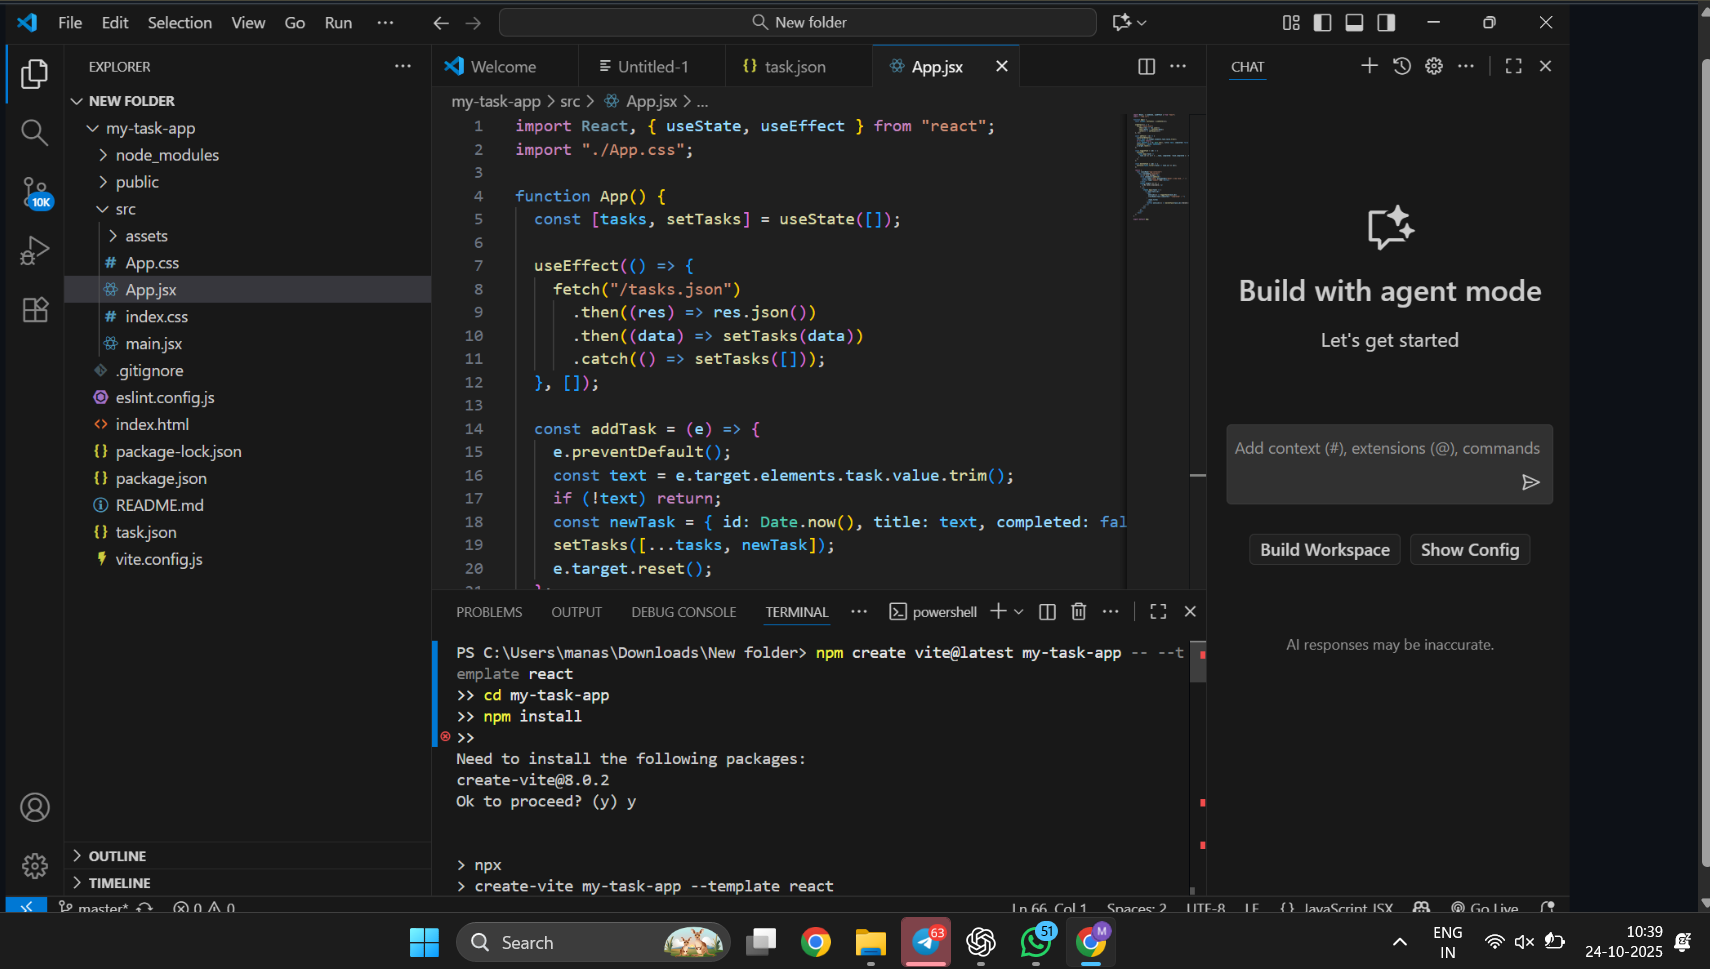 File Edit Selection View Go Run ...
New folder
EXPLORER
NEW FOLDER
my-task-app
node_modules
public
src
assets
App.css
App.jsx
index.css
main.jsx
.gitignore
eslint.config.js
index.html
package-lock.json
package.json
README.md
task.json
vite.config.js
OUTLINE
TIMELINE
10K
Welcome Untitled-1 task.json App.jsx
my-task-app > src > App.jsx > ...
1 import React, { useState, useEffect } from "react";
2 import "./App.css";
3
4 function App() {
5 const [tasks, setTasks] = useState([]);
6
7 useEffect(() => {
8 fetch("/tasks.json")
9 .then((res) => res.json())
10 .then((data) => setTasks(data))
11 .catch(() => setTasks([]));
12 }, []);
13
14 const addTask = (e) => {
15 e.preventDefault();
16 const text = e.target.elements.task.value.trim();
17 if (!text) return;
18 const newTask = { id: Date.now(), title: text, completed: fal
19 setTasks([...tasks, newTask]);
20 e.target.reset();
PROBLEMS OUTPUT DEBUG CONSOLE TERMINAL ... powershell
PS C:\Users\manas\Downloads\New folder> npm create vite@latest my-task-app -- --t
emplate react
>> cd my-task-app
>> npm install
>>
Need to install the following packages:
create-vite@8.0.2
Ok to proceed? (y) y
> npx
> create-vite my-task-app --template react
CHAT
Build with agent mode
Let's get started
Add context (#), extensions (@), commands
Build Workspace Show Config
AI responses may be inaccurate.
master* 0 0 Ln 66, Col 1 Spaces: 2 UTF-8 LF {} JavaScript JSX Go Live
Search
63
51
M
ENG
IN
10:39
24-10-2025